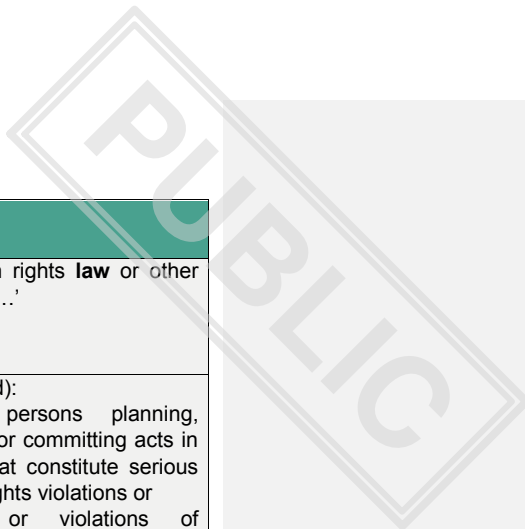 PUBLIC
rights law or other
…’
):
persons planning,
or committing acts in
at constitute serious
ghts violations or
or violations of